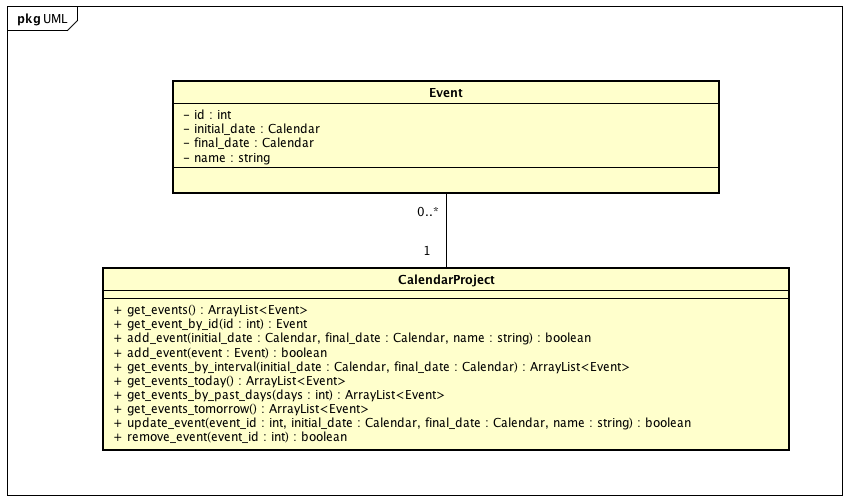 pkg UML
Event
- id : int
- initial_date : Calendar
- final_date : Calendar
- name : string
0..*
1
CalendarProject
+ get_events() : ArrayList<Event>
+ get_event_by_id(id : int) : Event
+ add_event(initial_date : Calendar, final_date : Calendar, name : string) : boolean
+ add_event(event : Event) : boolean
+ get_events_by_interval(initial_date : Calendar, final_date : Calendar) : ArrayList<Event>
+ get_events_today() : ArrayList<Event>
+ get_events_by_past_days(days : int) : ArrayList<Event>
+ get_events_tomorrow() : ArrayList<Event>
+ update_event(event_id : int, initial_date : Calendar, final_date : Calendar, name : string) : boolean
+ remove_event(event_id : int) : boolean